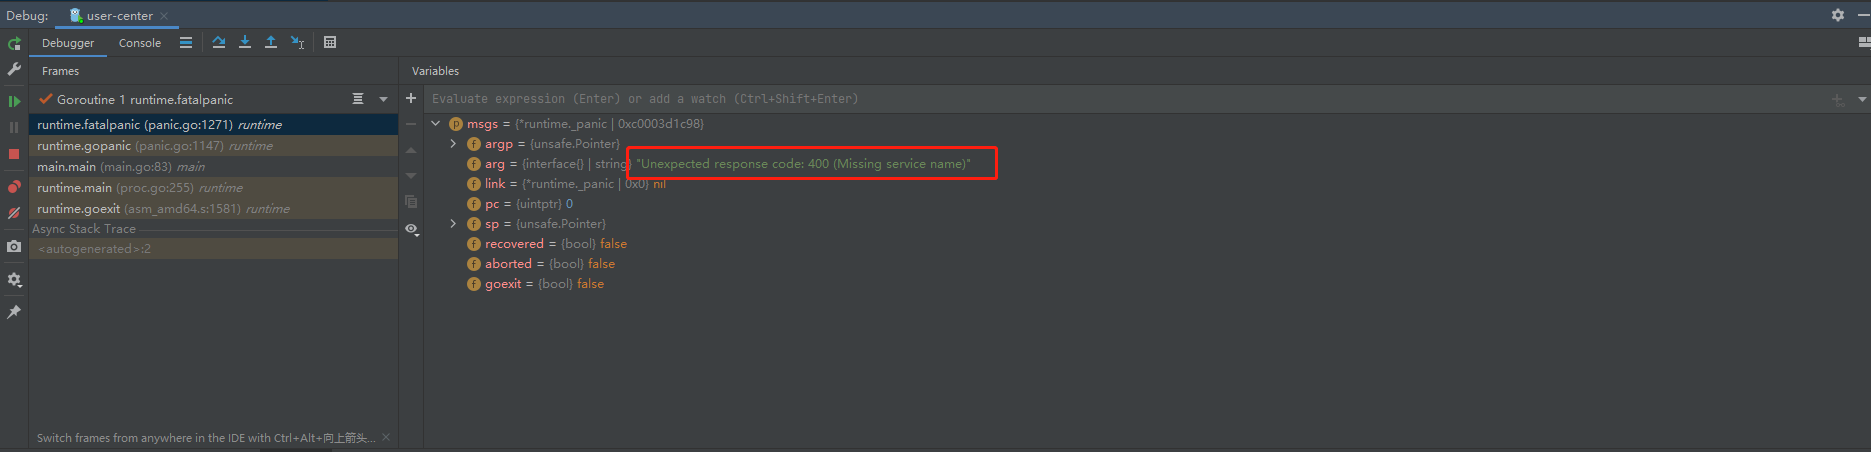 Debug: user-center
Debugger Console
Frames
Variables
Goroutine 1 runtime.fatalpanic
Evaluate expression (Enter) or add a watch (Ctrl+Shift+Enter)
runtime.fatalpanic (panic.go:1271) runtime
runtime.gopanic (panic.go:1147) runtime
main.main (main.go:83) main
runtime.main (proc.go:255) runtime
runtime.goexit (asm_amd64.s:1581) runtime
Async Stack Trace
<autogenerated>:2
msgs = {*runtime._panic | 0xc0003d1c98}
argp = {unsafe.Pointer}
arg = {interface{} | string} "Unexpected response code: 400 (Missing service name)"
link = {*runtime._panic | 0x0} nil
pc = {uintptr} 0
sp = {unsafe.Pointer}
recovered = {bool} false
aborted = {bool} false
goexit = {bool} false
Switch frames from anywhere in the IDE with Ctrl+Alt+向上箭头...